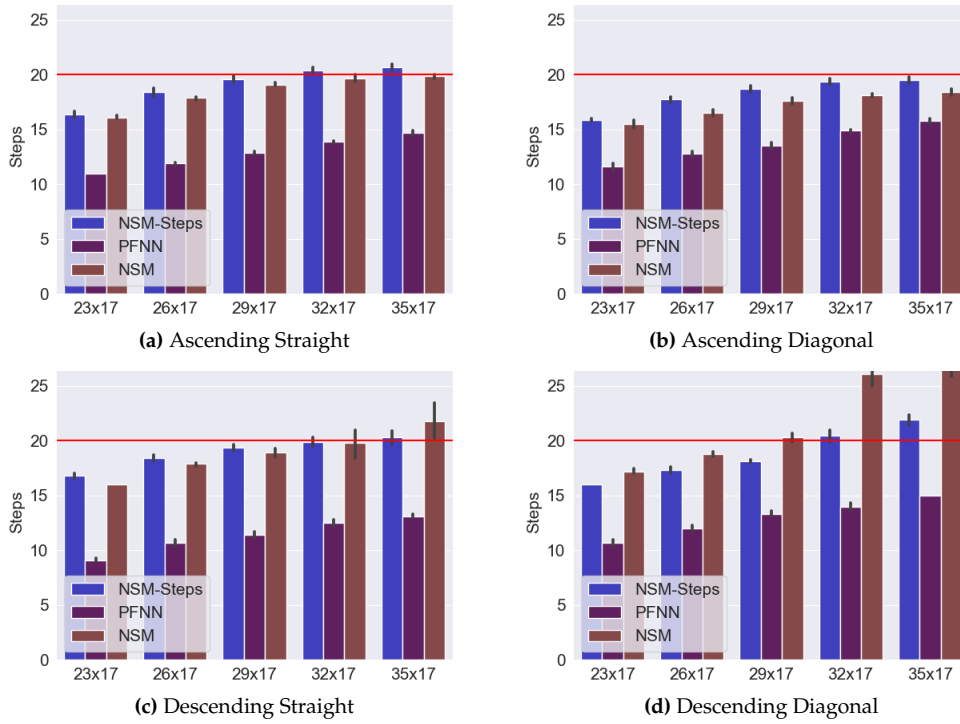 25
20
15
10
5
0
Steps
NSM-Steps
PFNN
NSM
23x17 26x17 29x17 32x17 35x17
(a) Ascending Straight
25
20
15
10
5
0
Steps
NSM-Steps
PFNN
NSM
23x17 26x17 29x17 32x17 35x17
(b) Ascending Diagonal
25
20
15
10
5
0
Steps
NSM-Steps
PFNN
NSM
23x17 26x17 29x17 32x17 35x17
(c) Descending Straight
25
20
15
10
5
0
Steps
NSM-Steps
PFNN
NSM
23x17 26x17 29x17 32x17 35x17
(d) Descending Diagonal